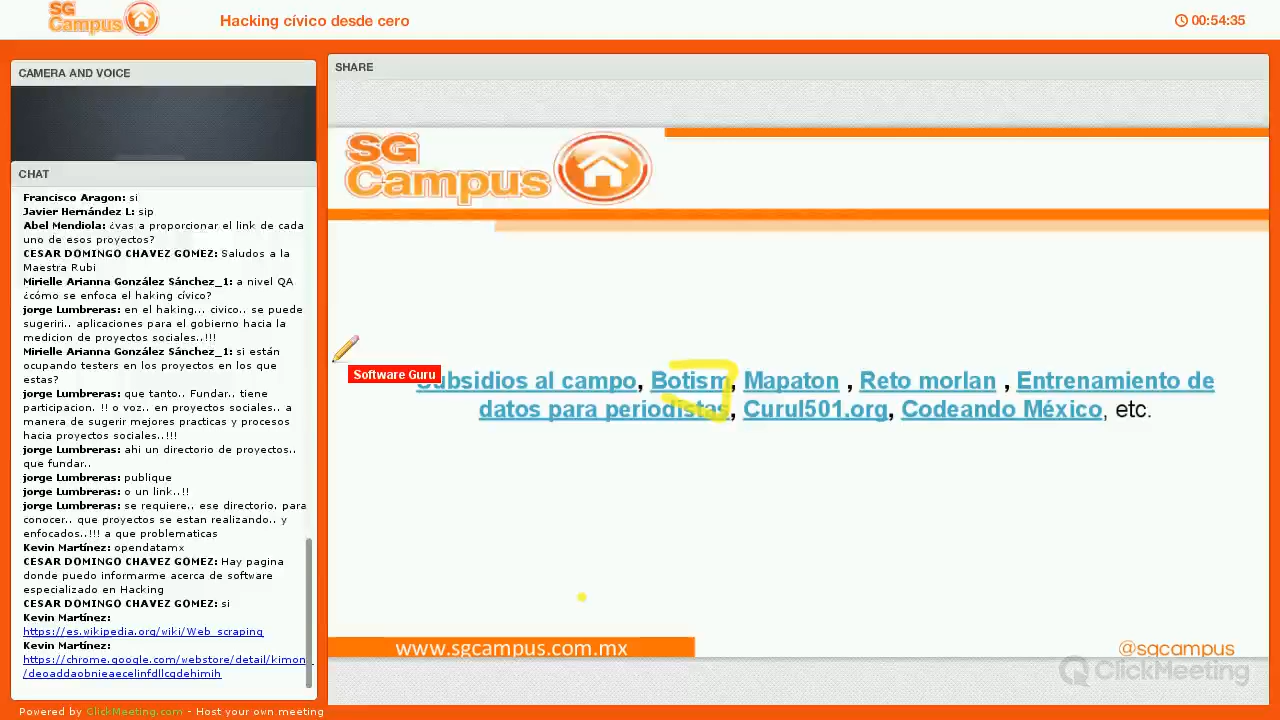 SG
Campus
Hacking cívico desde cero
00:54:35
CAMERA AND VOICE
CHAT
Francisco Aragon: si
Javier Hernández L: sip
Abel Mendiola: ¿vas a proporcionar el link de cada
uno de esos proyectos?
CESAR DOMINGO CHAVEZ GOMEZ: Saludos a la
Maestra Rubi
Mirielle Arianna González Sánchez_1: a nivel QA
¿cómo se enfoca el haking cívico?
jorge Lumbreras: en el haking... civico.. se puede
sugeriri.. aplicaciones para el gobierno hacia la
medicion de proyectos sociales..!!!
Mirielle Arianna González Sánchez_1: si están
ocupando testers en los proyectos en los que
estas?
jorge Lumbreras: que tanto.. Fundar.. tiene
participacion. !! o voz.. en proyectos sociales.. a
manera de sugerir mejores practicas y procesos
hacia proyectos sociales..!!!
jorge Lumbreras: ahi un directorio de proyectos..
que fundar..
jorge Lumbreras: publique
jorge Lumbreras: o un link..!!
jorge Lumbreras: se requiere.. ese directorio. para
conocer.. que proyectos se estan realizando.. y
enfocados..!!! a que problematicas
Kevin Martínez: opendatamx
CESAR DOMINGO CHAVEZ GOMEZ: Hay pagina
donde puedo informarme acerca de software
especializado en Hacking
CESAR DOMINGO CHAVEZ GOMEZ: si
Kevin Martínez:
https://es.wikipedia.org/wiki/Web_scraping
Kevin Martínez:
https://chrome.google.com/webstore/detail/kimono
/deoaddaobnieaecelinfdllcgdehimih
Powered by ClickMeeting.com - Host your own meeting
SHARE
SG
Campus
Software Guru
Subsidios al campo, Botism, Mapaton , Reto morlan , Entrenamiento de
datos para periodistas, Curul501.org, Codeando México, etc.
www.sgcampus.com.mx
@sgcampus
ClickMeeting